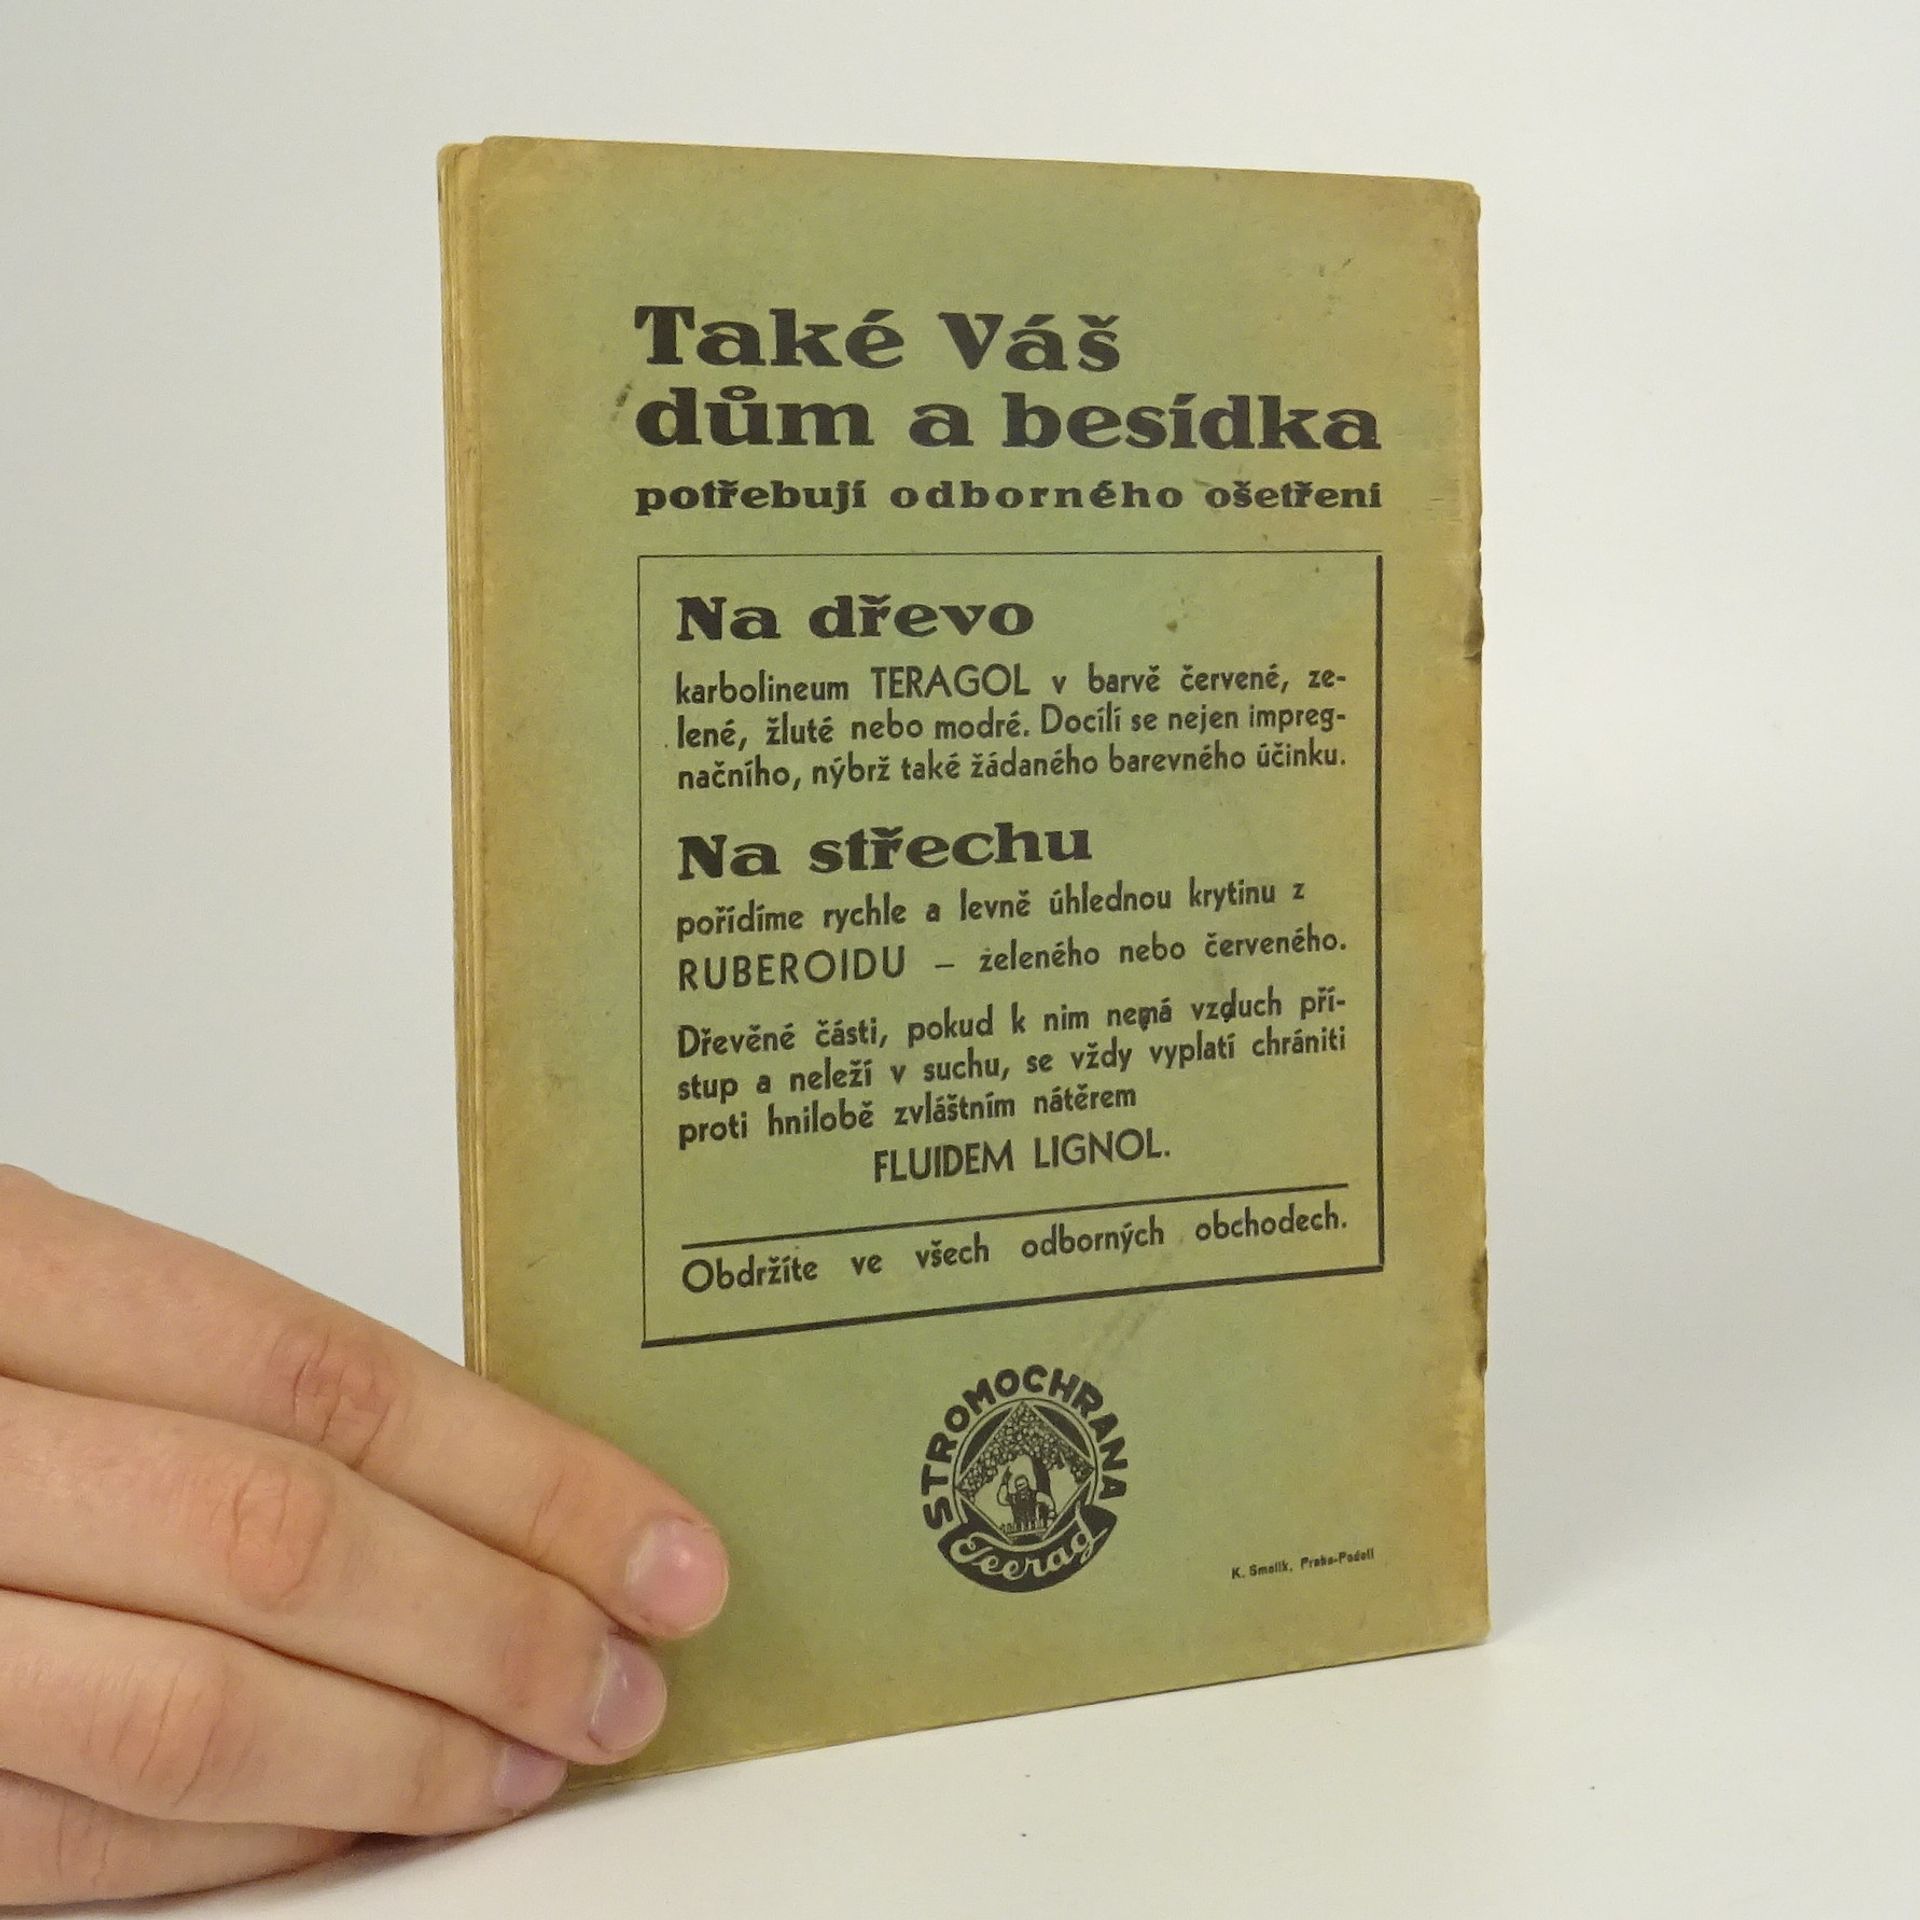 Také Váš
dům a besídka
potřebují odborného ošetření
Na dřevo
karbolineum TERAGOL v barvě červené, ze-
lené, žluté nebo modré. Docílí se nejen impreg-
načního, nýbrž také žádaného barevného účinku.
Na střechu
pořídíme rychle a levně úhlednou krytinu z
RUBEROIDU – zeleného nebo červeného.
Dřevěné části, pokud k nim nemá vzduch pří-
stup a neleží v suchu, se vždy vyplatí chrániti
proti hnilobě zvláštním nátěrem
FLUIDEM LIGNOL.
Obdržíte ve všech odborných obchodech.
STROMOCHRANA
Teerag
K. Smolík, Praha-Podolí